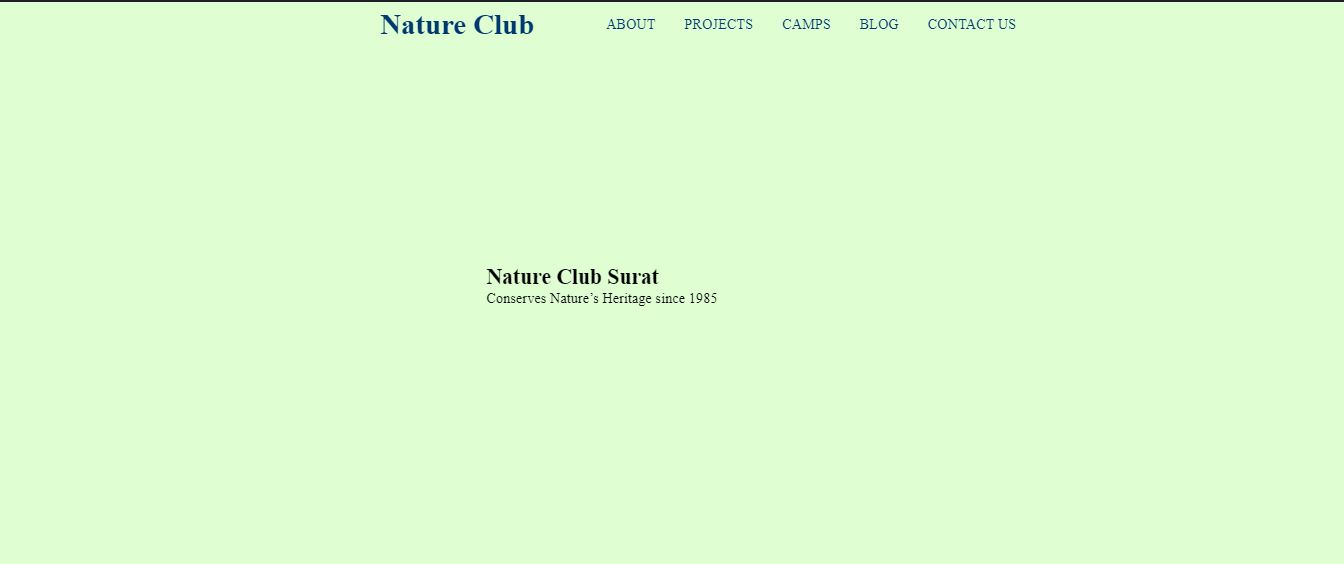 Nature Club ABOUT PROJECTS CAMPS BLOG CONTACT US
Nature Club Surat
Conserves Nature’s Heritage since 1985